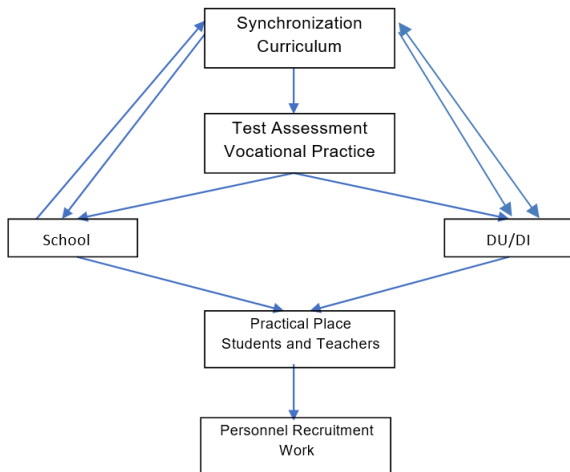 Synchronization
Curriculum
Test Assessment
Vocational Practice
School
DU/DI
Practical Place
Students and Teachers
Personnel Recruitment
Work